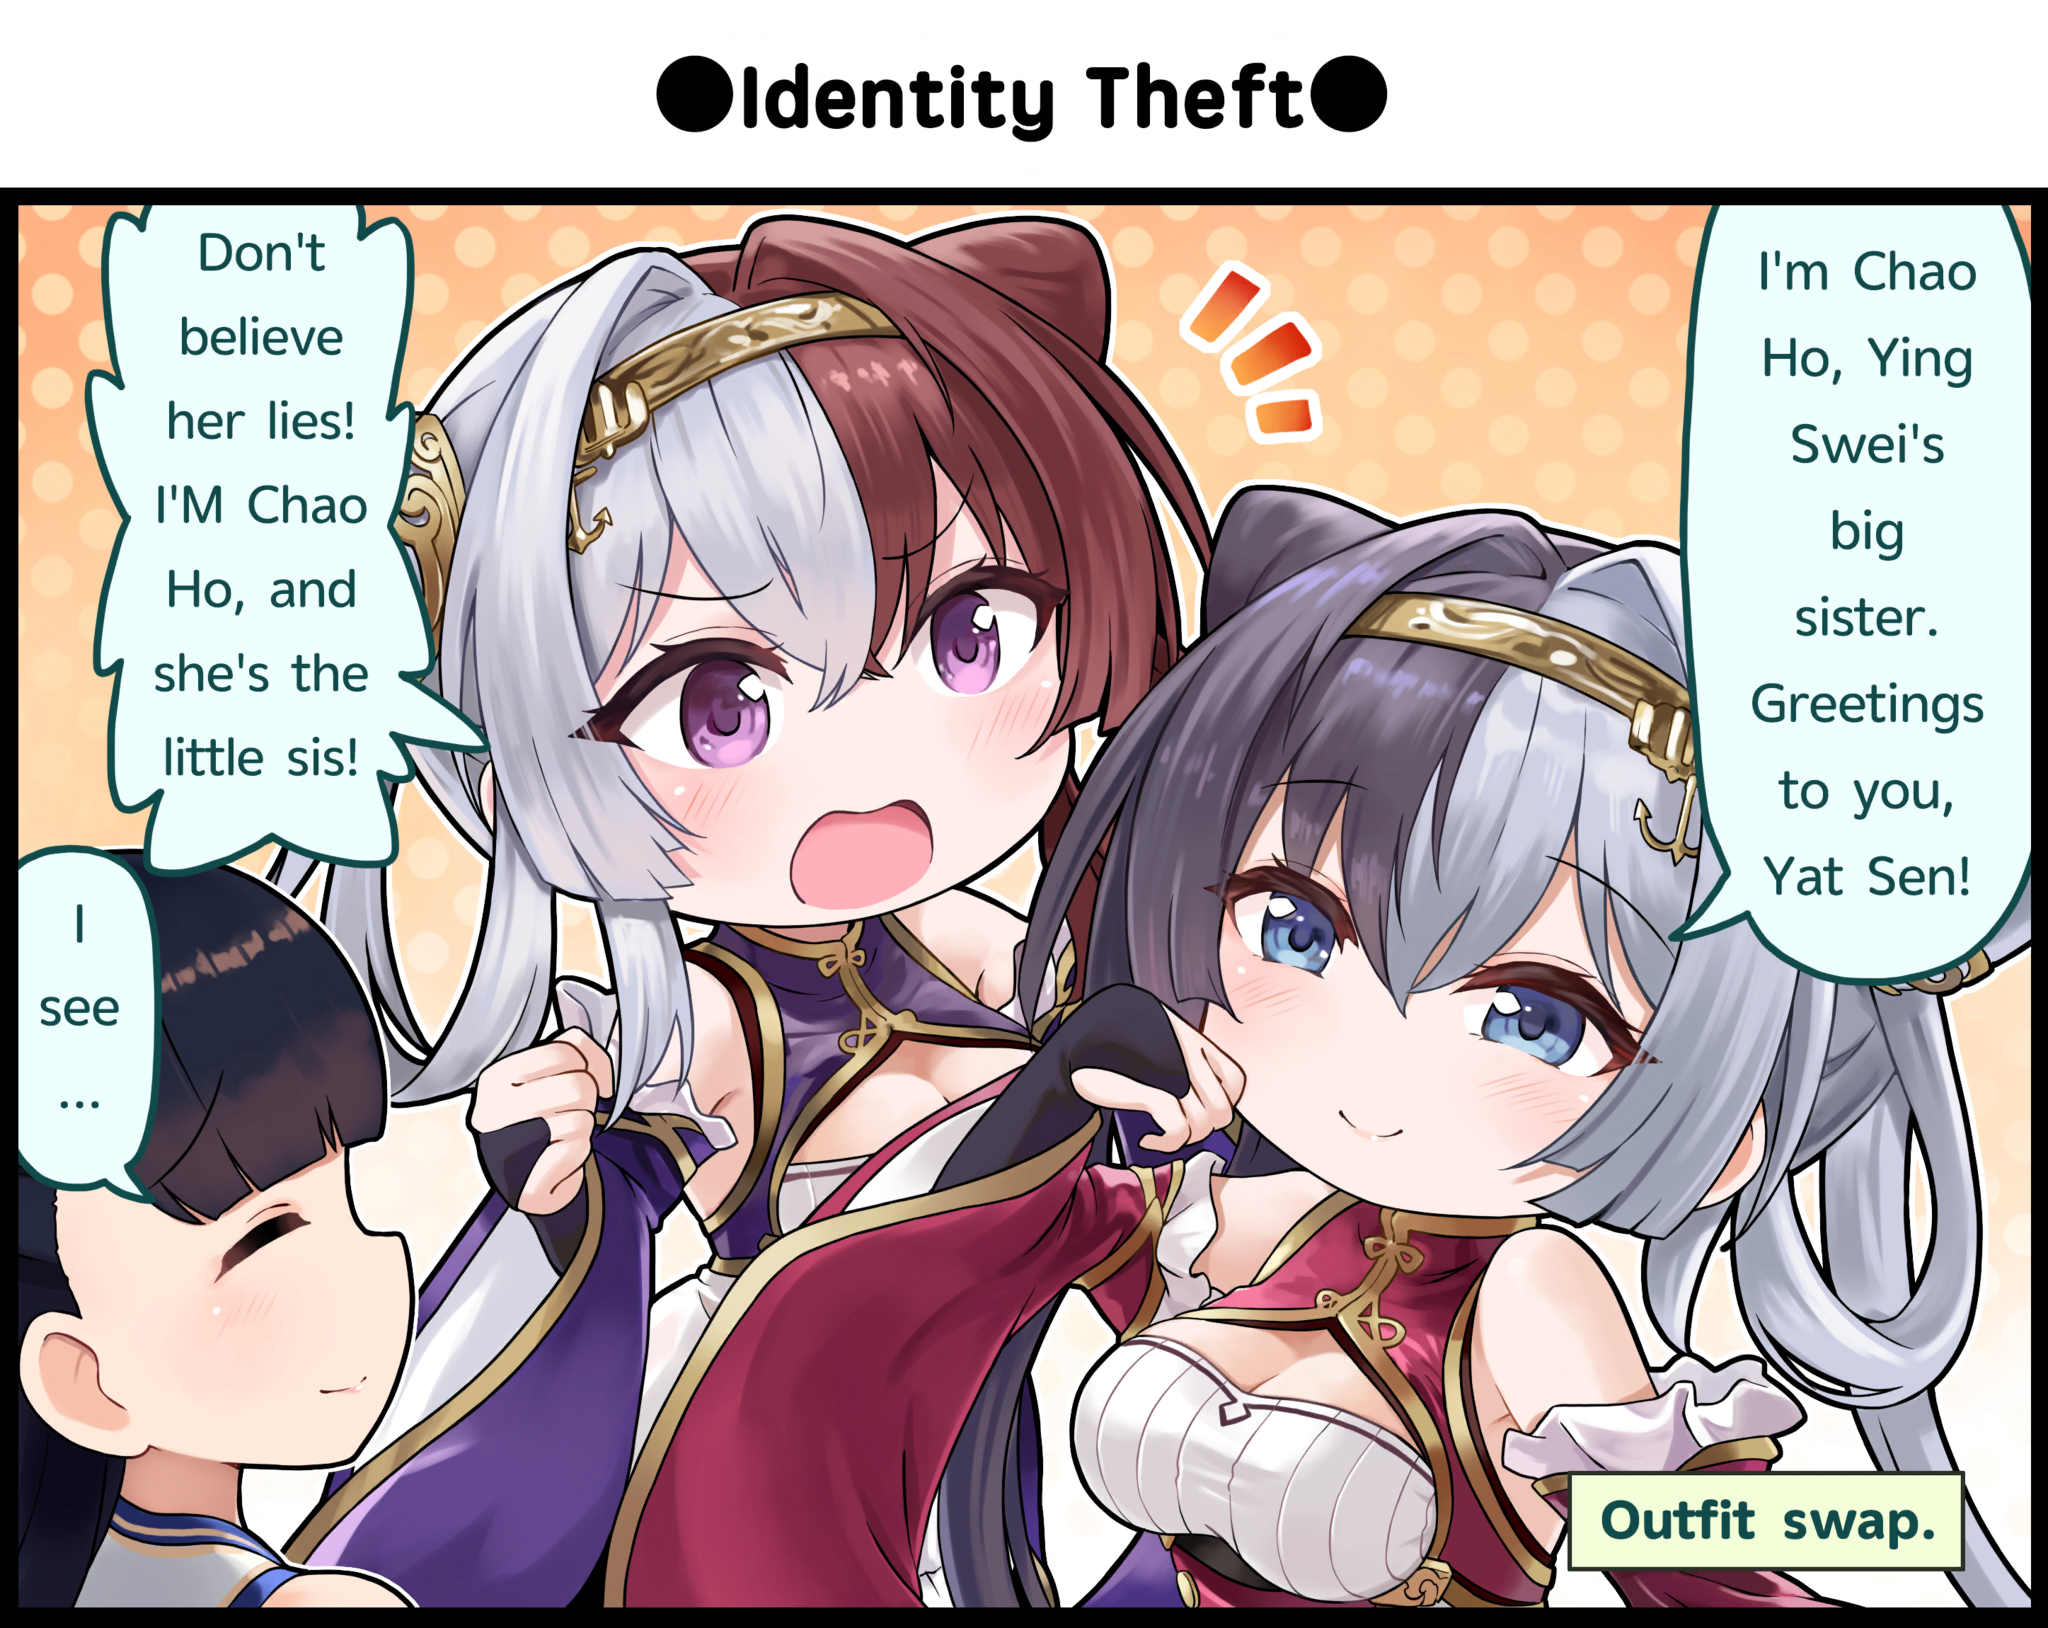 ●Identity Theft●
I'm Chao
Ho, Ying
Swei's
big
sister.
Greetings
to you,
Yat Sen!
Don't
believe
her lies!
I'M Chao
Ho, and
she's the
little sis!
I
see
...
Outfit swap.